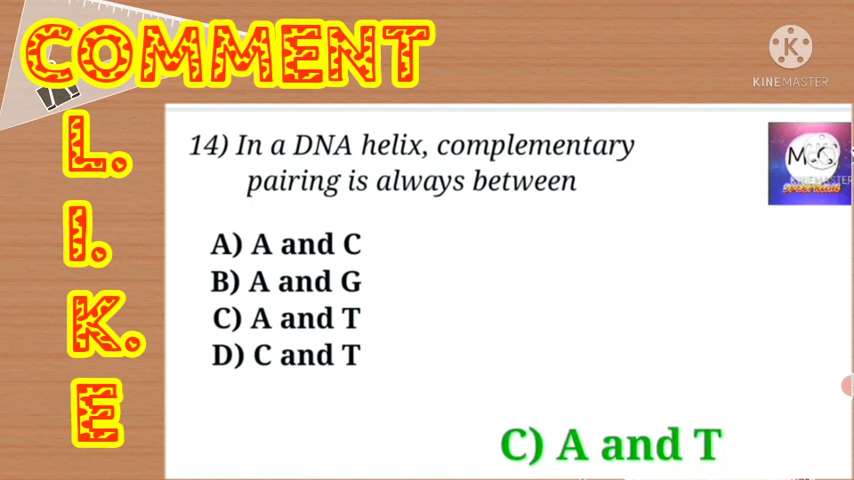 COMMENT
L.
I.
K.
E
K
KINEMASTER
14) In a DNA helix, complementary
pairing is always between
A) A and C
B) A and G
C) A and T
D) C and T
C) A and T